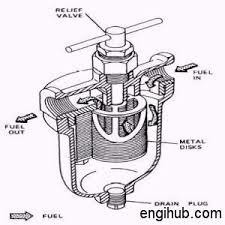 RELIEF
VALVE
FUEL
IN
FUEL
OUT
METAL
DISKS
DRAIN PLUG
FUEL
engihub.com